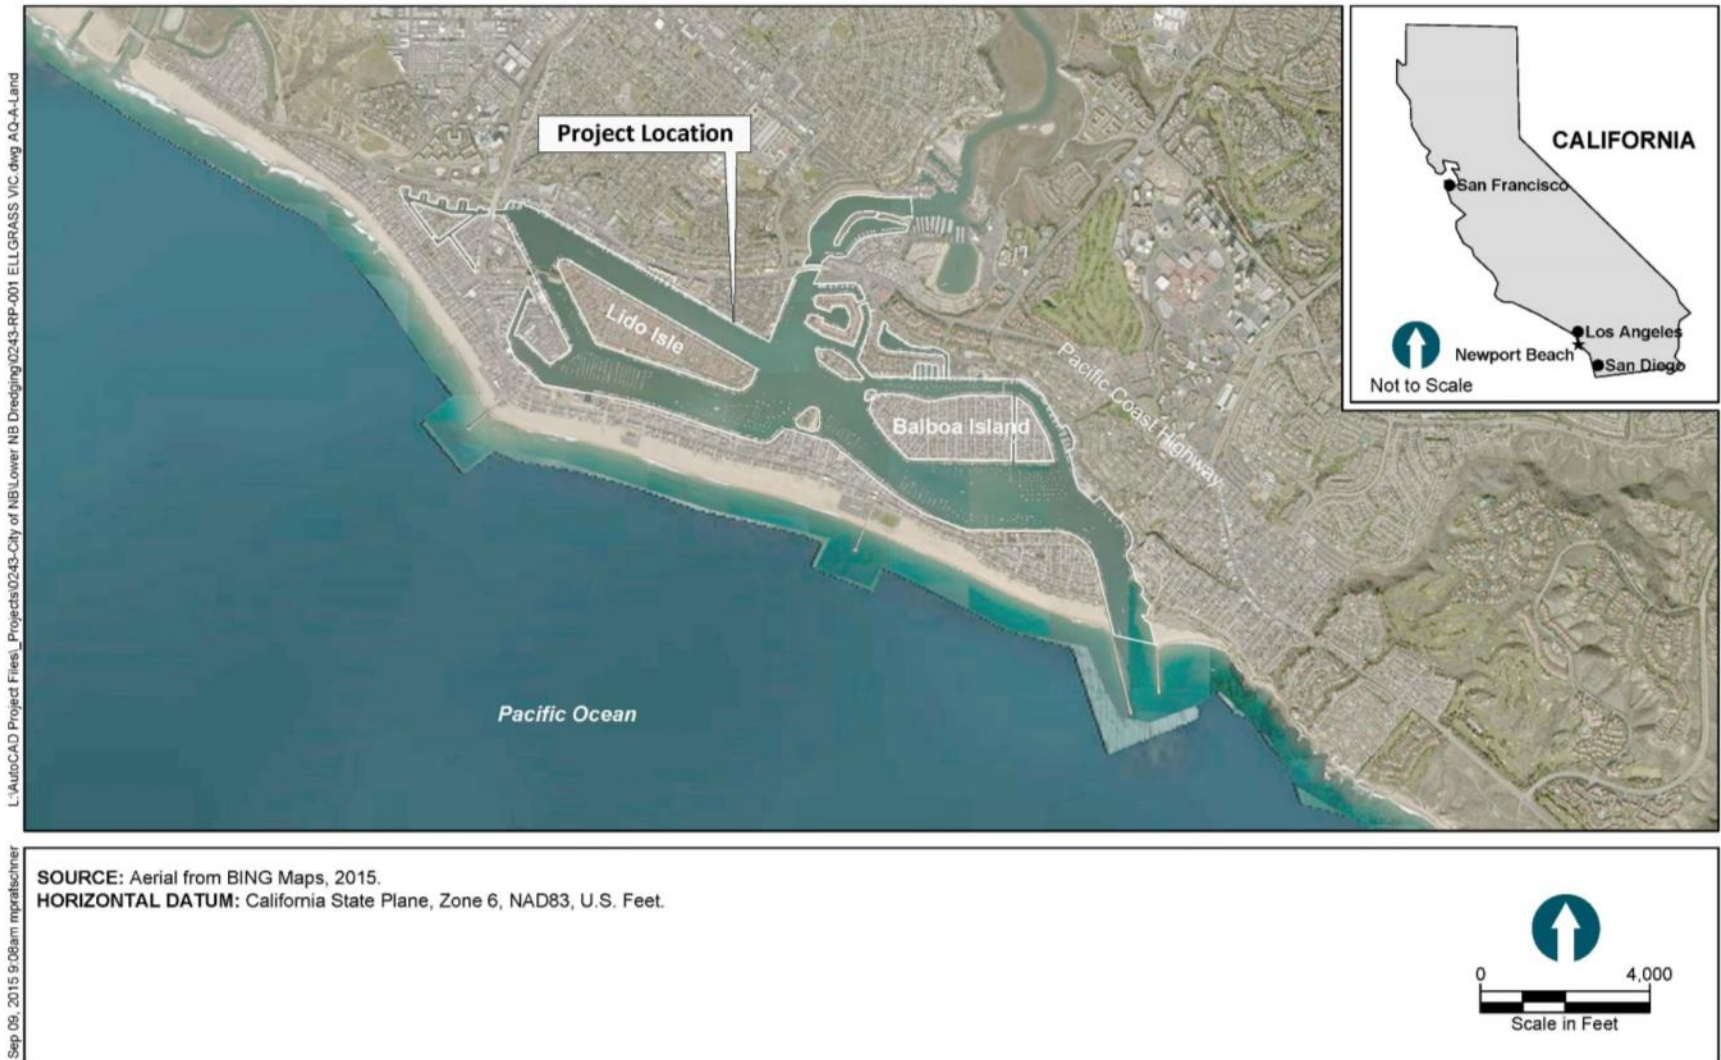 Project Location
Lido Isle
Balboa Island
Pacific Coast Highway
Pacific Ocean
CALIFORNIA
San Francisco
Los Angeles
Newport Beach
San Diego
Not to Scale
L:\AutoCAD Project Files\_Projects\0243-City of NB\Lower NB Dredging\0243-RP-001 ELLGRASS VIC.dwg AQ-A-Land
Sep 09, 2015 9:08am mpratschner
SOURCE: Aerial from BING Maps, 2015.
HORIZONTAL DATUM: California State Plane, Zone 6, NAD83, U.S. Feet.
0 4,000
Scale in Feet